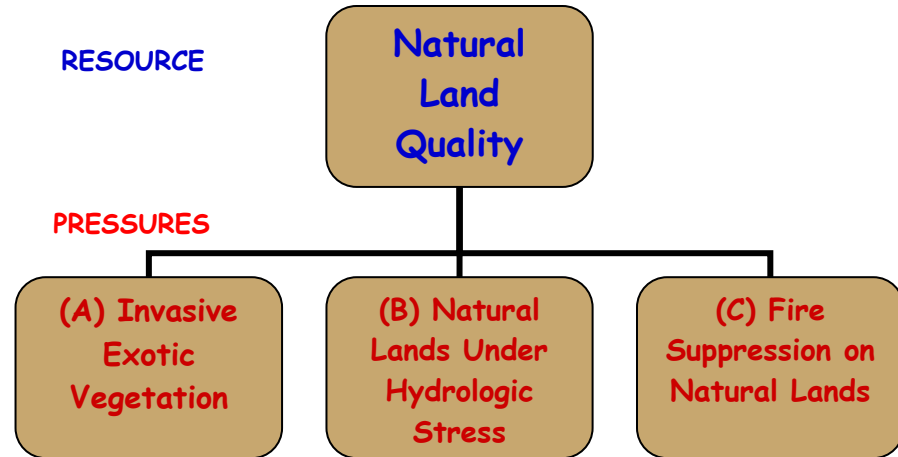 RESOURCE
Natural
Land
Quality
PRESSURES
(A) Invasive
Exotic
Vegetation
(B) Natural
Lands Under
Hydrologic
Stress
(C) Fire
Suppression on
Natural Lands